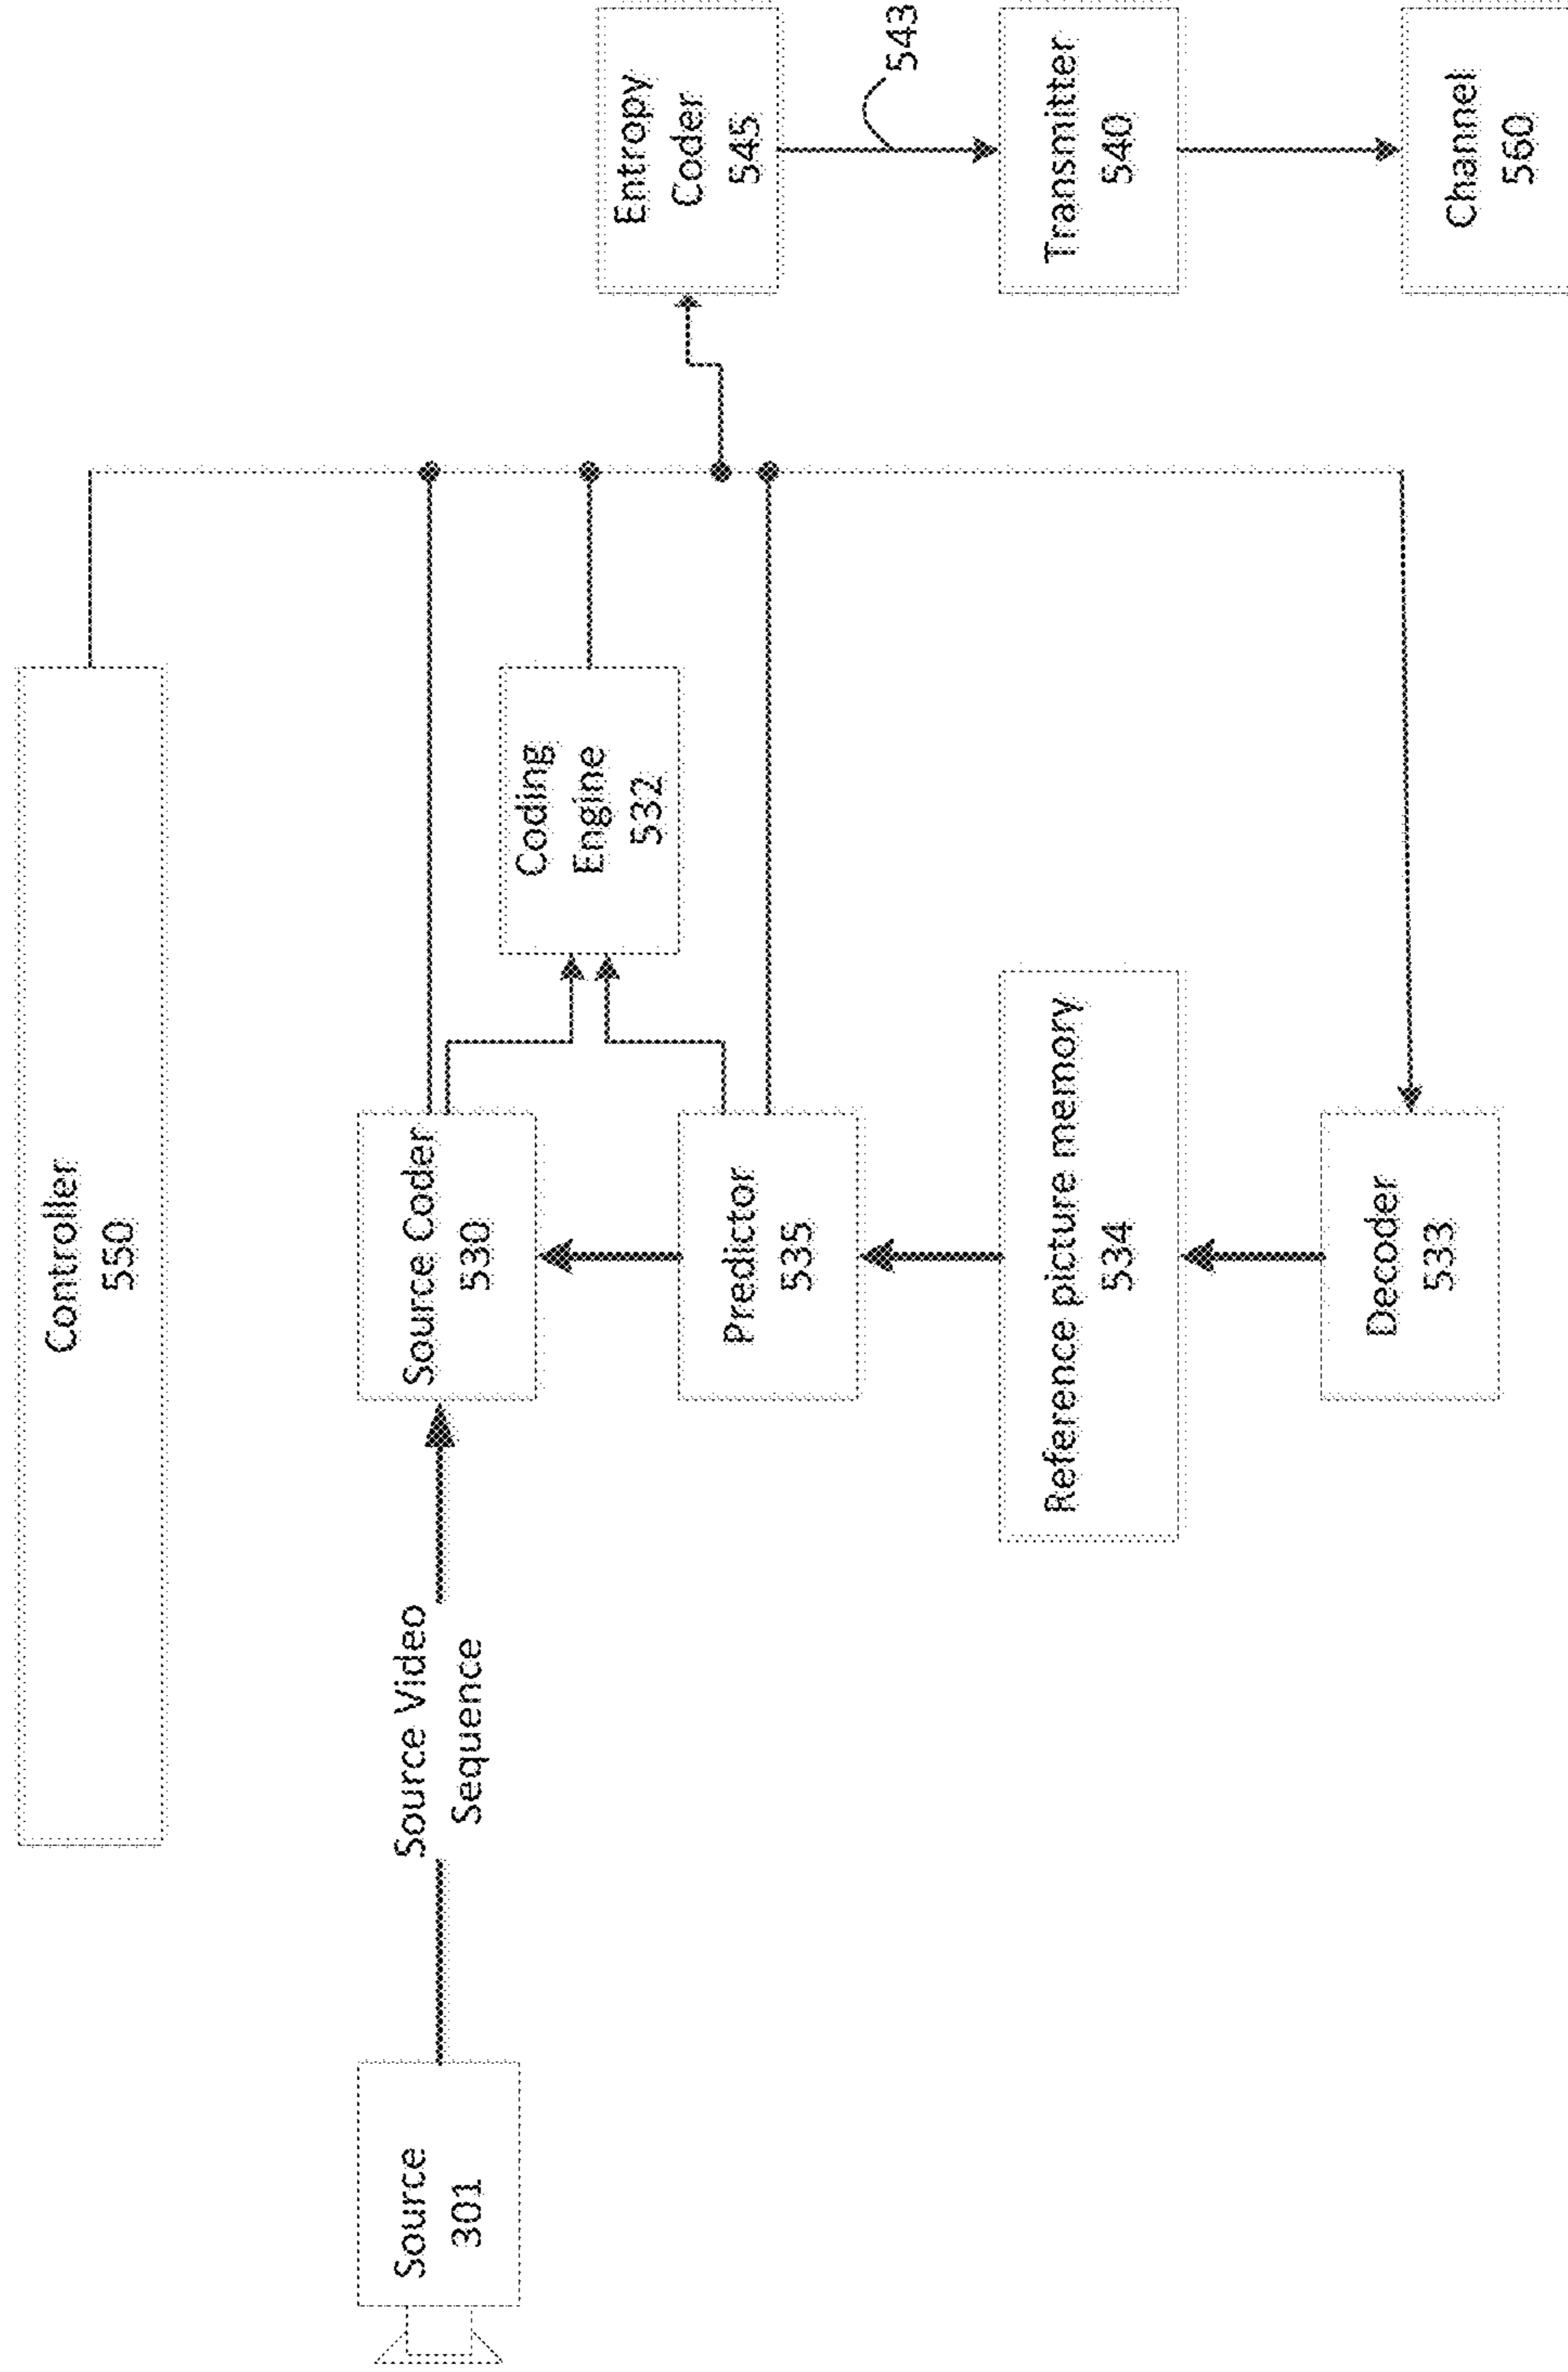 Controller
550
Source
301
Source Video
Sequence
Source Coder
530
Coding
Engine
532
Predictor
535
Reference picture memory
534
Decoder
533
Entropy
Coder
545
543
Transmitter
540
Channel
560